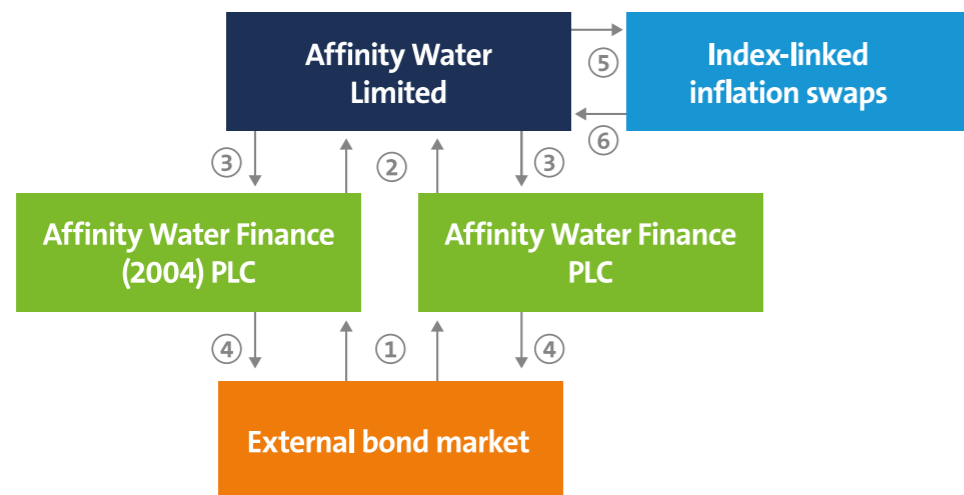 Affinity Water
Limited
Index-linked
inflation swaps
⑤
⑥
③
②
③
Affinity Water Finance
(2004) PLC
Affinity Water Finance
PLC
④
①
④
External bond market